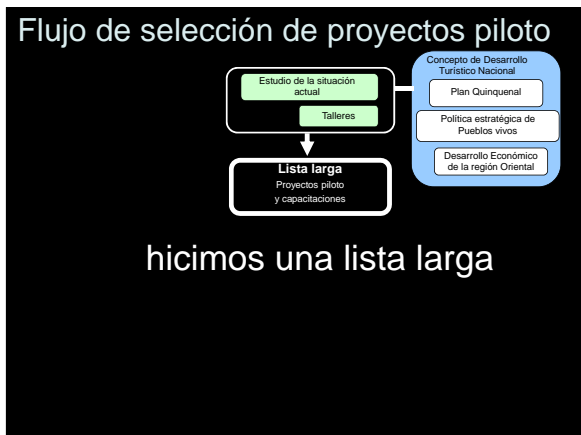 Flujo de selección de proyectos piloto
Concepto de Desarrollo
Turístico Nacional
Estudio de la situación
actual
Talleres
Plan Quinquenal
Política estratégica de
Pueblos vivos
Desarrollo Económico
de la región Oriental
Lista larga
Proyectos piloto
y capacitaciones
hicimos una lista larga